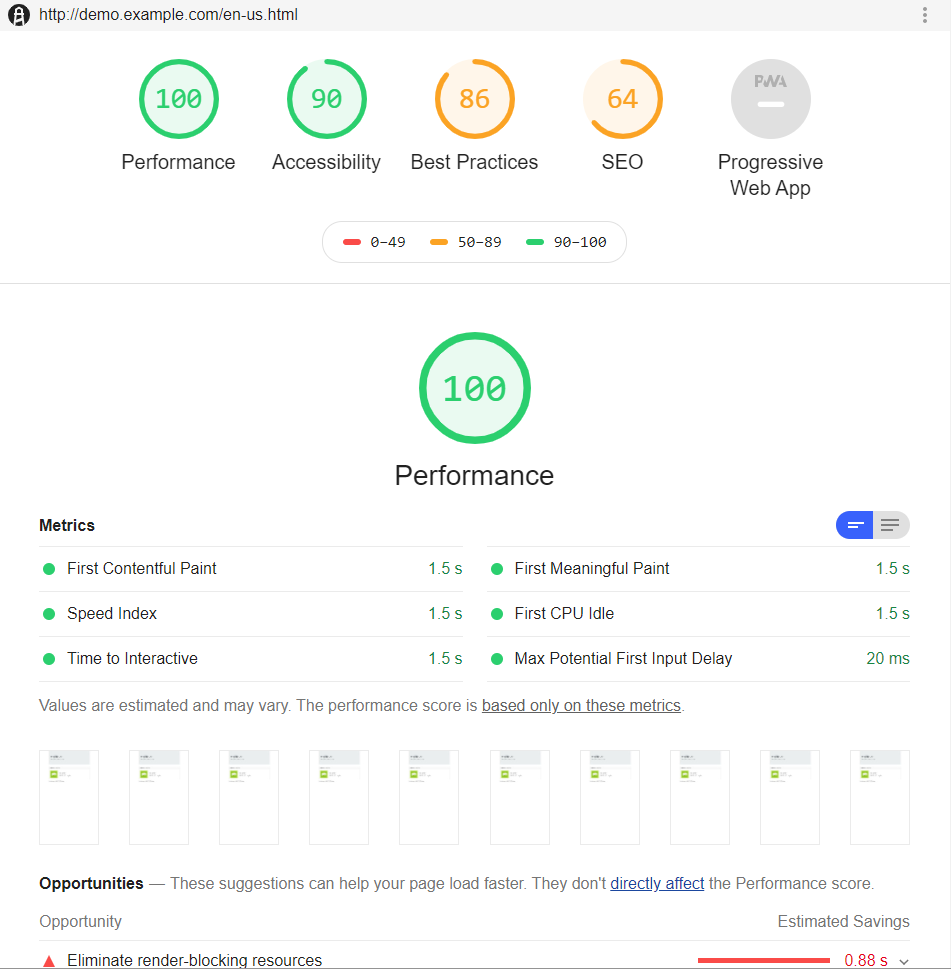 http://demo.example.com/en-us.html
100 90 86 64 PWA
Performance Accessibility Best Practices SEO Progressive
Web App
0–49 50–89 90–100
100
Performance
Metrics
First Contentful Paint 1.5 s First Meaningful Paint 1.5 s
Speed Index 1.5 s First CPU Idle 1.5 s
Time to Interactive 1.5 s Max Potential First Input Delay 20 ms
Values are estimated and may vary. The performance score is based only on these metrics.
Opportunities — These suggestions can help your page load faster. They don't directly affect the Performance score.
Opportunity Estimated Savings
Eliminate render-blocking resources 0.88 s